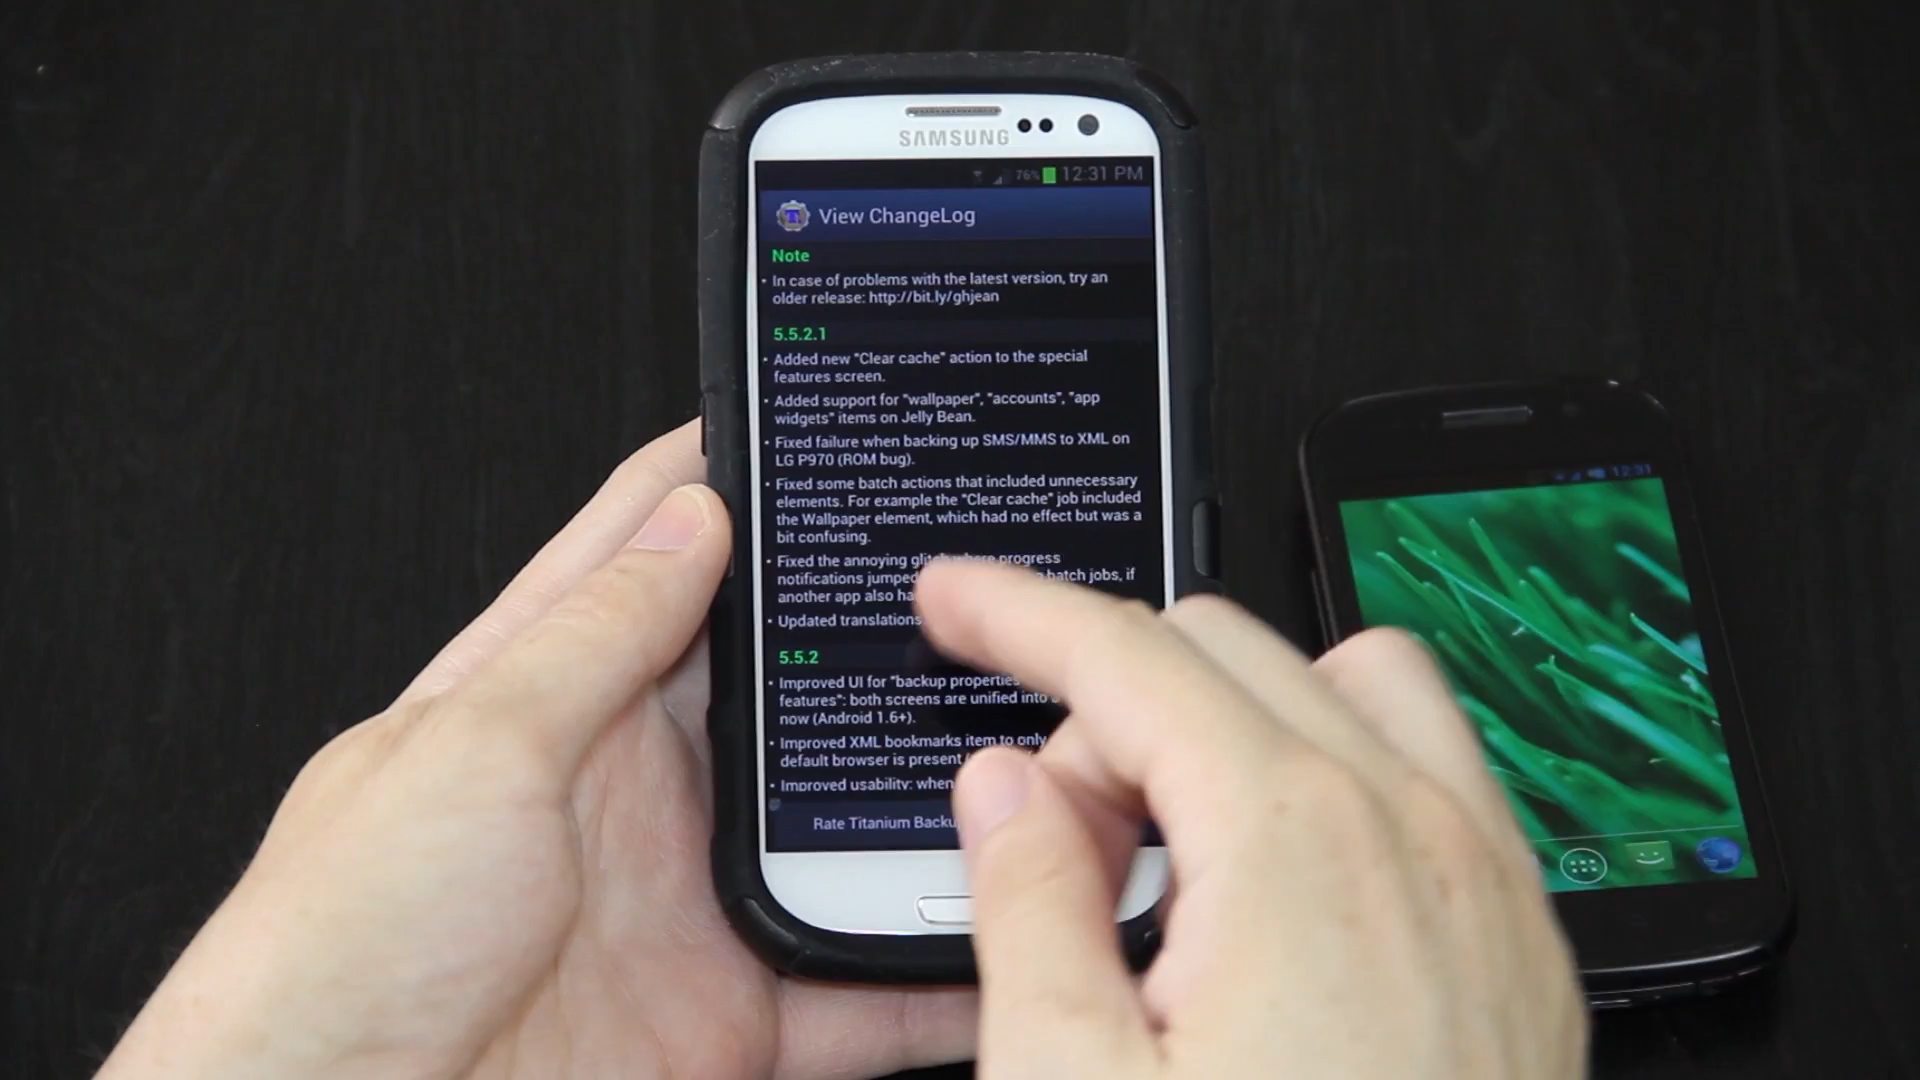 SAMSUNG
76% 12:31 PM
View ChangeLog
Note
• In case of problems with the latest version, try an
older release: http://bit.ly/ghjean
5.5.2.1
• Added new "Clear cache" action to the special
features screen.
• Added support for "wallpaper", "accounts", "app
widgets" items on Jelly Bean.
• Fixed failure when backing up SMS/MMS to XML on
LG P970 (ROM bug).
• Fixed some batch actions that included unnecessary
elements. For example the "Clear cache" job included
the Wallpaper element, which had no effect but was a
bit confusing.
• Fixed the annoying glitch where progress
notifications jumped batch jobs, if
another app also
• Updated translations
5.5.2
• Improved UI for "backup properties
features": both screens are unified into
now (Android 1.6+).
• Improved XML bookmarks item to only
default browser is present
• Improved usability: when
Rate Titanium
12:31